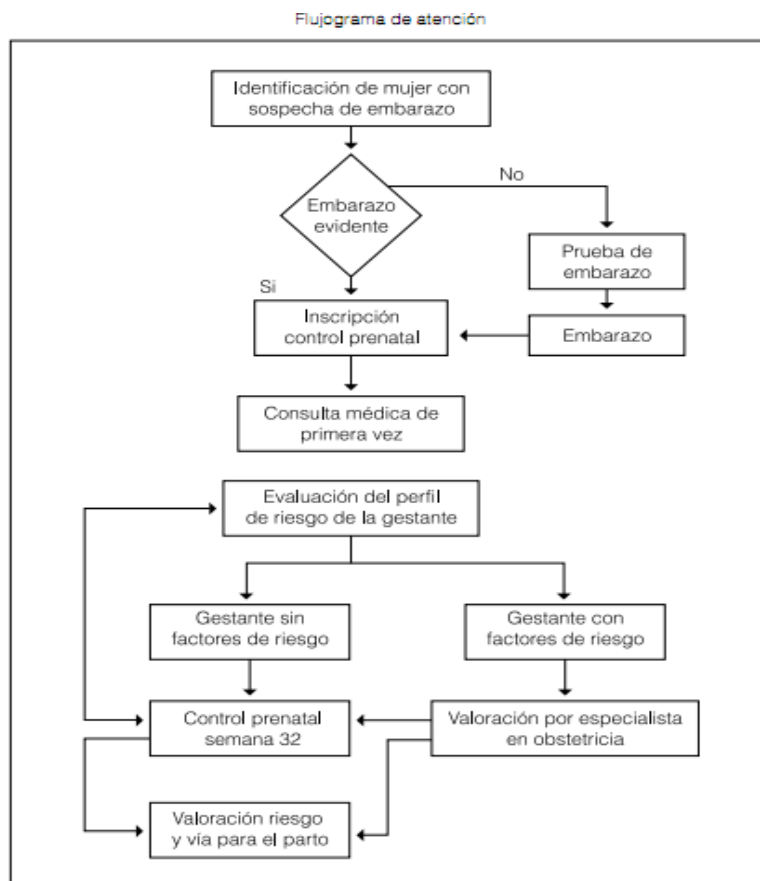 Flujograma de atención
Identificación de mujer con
sospecha de embarazo
No
Embarazo
evidente
Prueba de
embarazo
Si
Inscripción
control prenatal
Embarazo
Consulta médica de
primera vez
Evaluación del perfil
de riesgo de la gestante
Gestante sin
factores de riesgo
Gestante con
factores de riesgo
Control prenatal
semana 32
Valoración por especialista
en obstetricia
Valoración riesgo
y vía para el parto